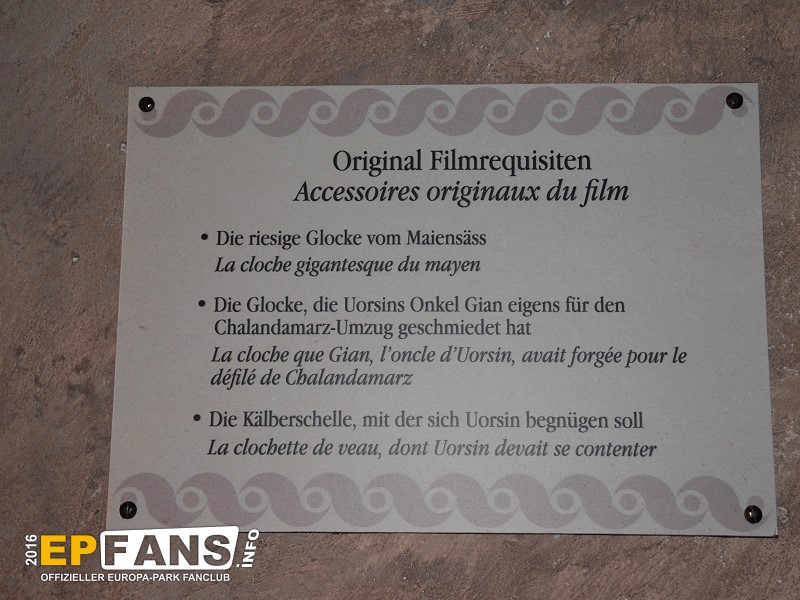 Original Filmrequisiten
Accessoires originaux du film
• Die riesige Glocke vom Maiensäss
La cloche gigantesque du mayen
• Die Glocke, die Uorsins Onkel Gian eigens für den
Chalandamarz-Umzug geschmiedet hat
La cloche que Gian, l'oncle d'Uorsin, avait forgée pour le
défilé de Chalandamarz
• Die Kälberschelle, mit der sich Uorsin begnügen soll
La clochette de veau, dont Uorsin devait se contenter
2016 EPFANS.INFO
OFFIZIELLER EUROPA-PARK FANCLUB